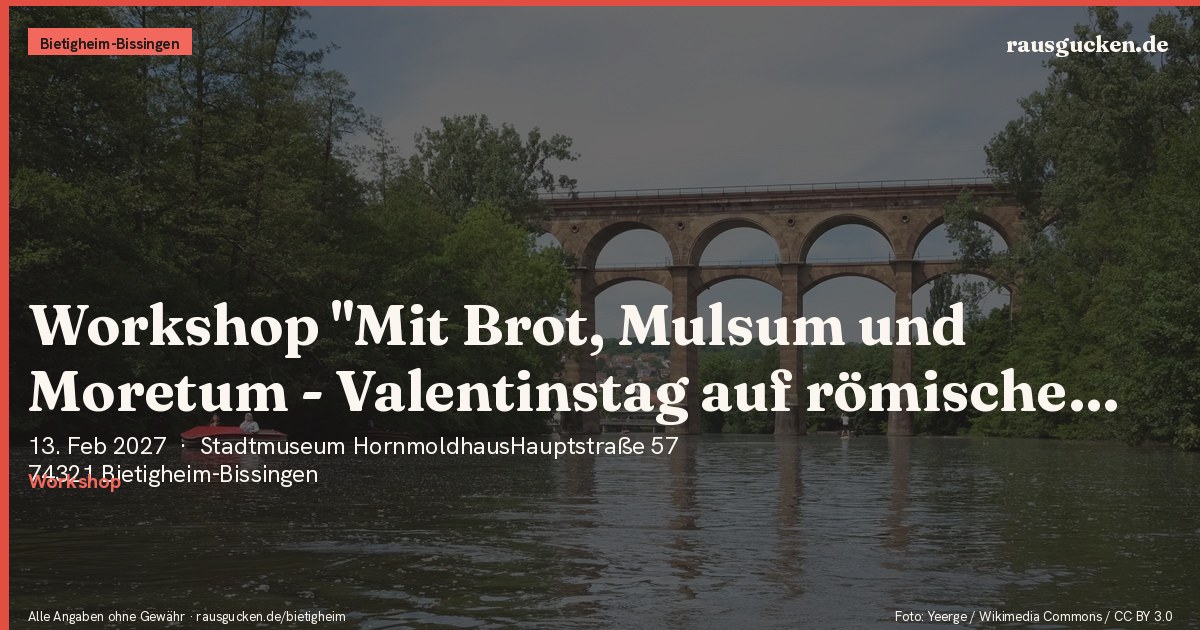 Bietigheim-Bissingen
rausgucken.de
Workshop "Mit Brot, Mulsum und
Moretum - Valentinstag auf römische...
13. Feb 2027 · Stadtmuseum HornmoldhausHauptstraße 57
74321 Bietigheim-Bissingen
Workshop
Alle Angaben ohne Gewähr · rausgucken.de/bietigheim
Foto: Yeerge / Wikimedia Commons / CC BY 3.0